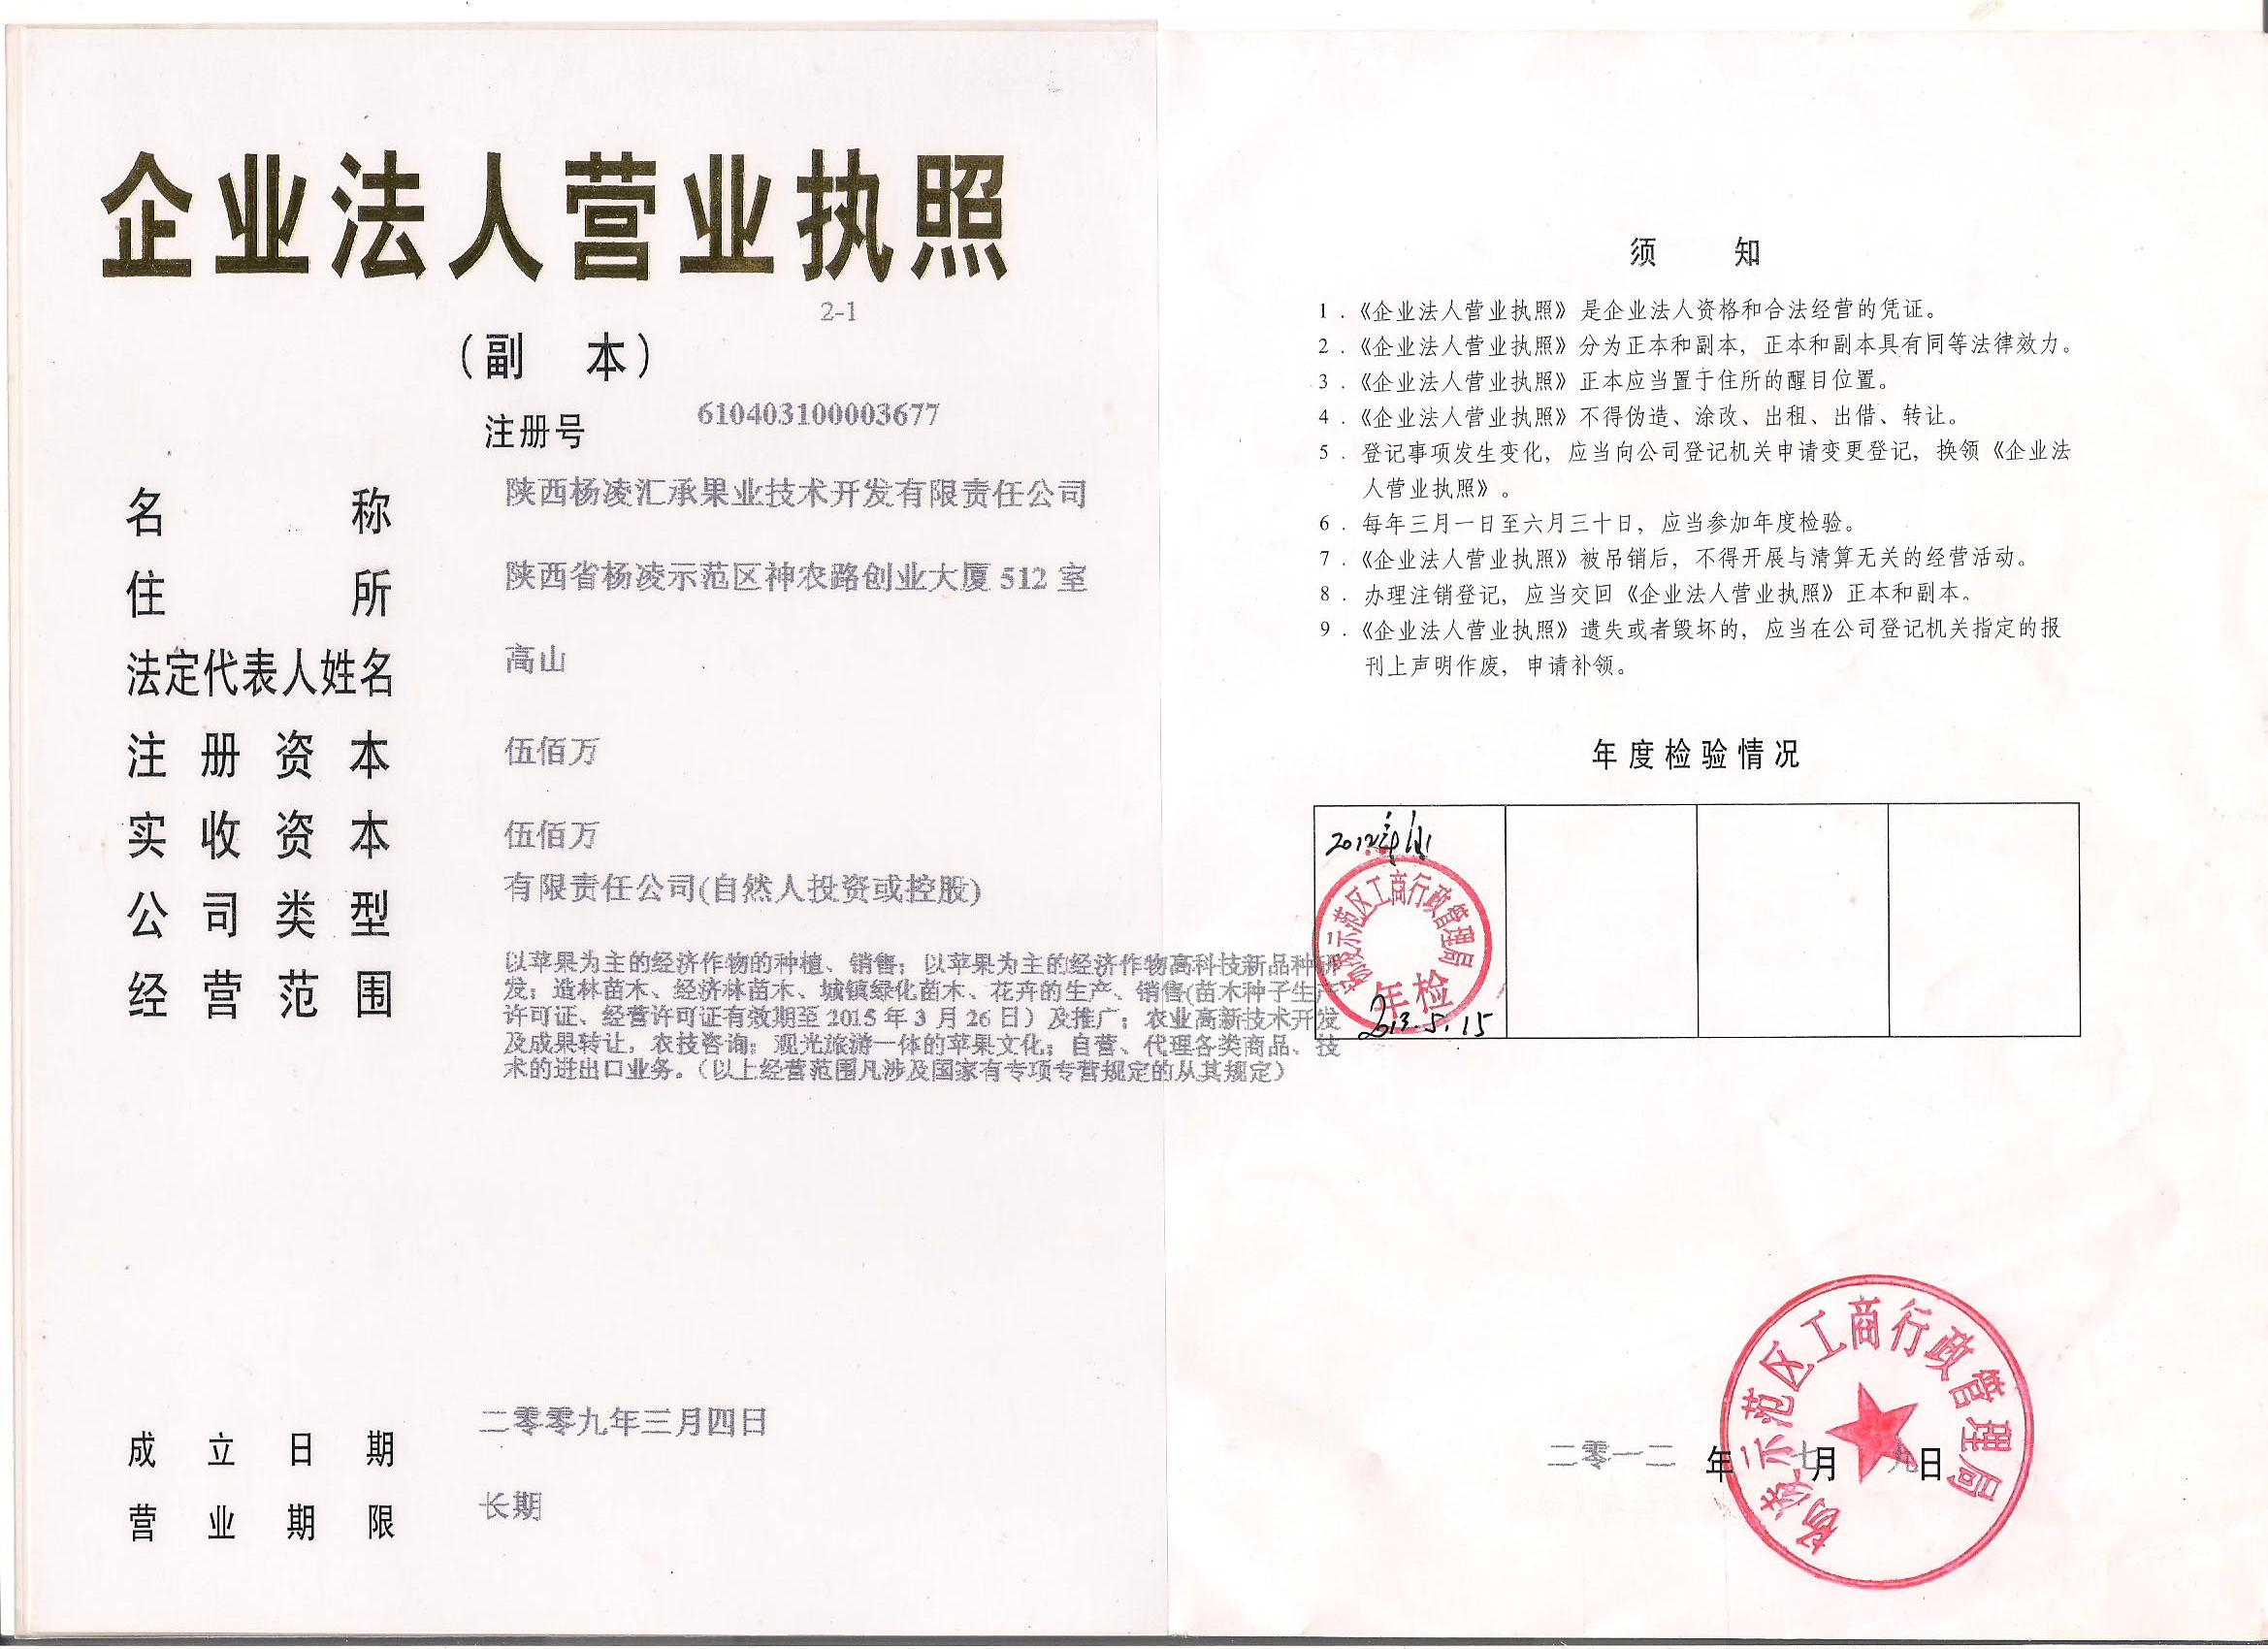 企业法人营业执照
2-1
（副 本）
注册号 610403100003677
名 称 陕西杨凌汇承果业技术开发有限责任公司
住 所 陕西省杨凌示范区神农路创业大厦 512 室
法定代表人姓名 高山
注册资本 伍佰万
实收资本 伍佰万
公司类型 有限责任公司(自然人投资或控股)
经营范围 以苹果为主的经济作物的种植、销售；以苹果为主的经济作物高科技新品种研
发；造林苗木、经济林苗木、城镇绿化苗木、花卉的生产、销售(苗木种子生产
许可证、经营许可证有效期至 2015 年 3 月 26 日）及推广；农业高新技术开发
及成果转让，农技咨询；观光旅游一体的苹果文化；自营、代理各类商品、技
术的进出口业务。（以上经营范围凡涉及国家有专项专营规定的从其规定）
成立日期 二零零九年三月四日
营业期限 长期
须 知
1．《企业法人营业执照》是企业法人资格和合法经营的凭证。
2．《企业法人营业执照》分为正本和副本，正本和副本具有同等法律效力。
3．《企业法人营业执照》正本应当置于住所的醒目位置。
4．《企业法人营业执照》不得伪造、涂改、出租、出借、转让。
5．登记事项发生变化，应当向公司登记机关申请变更登记，换领《企业法
人营业执照》。
6．每年三月一日至六月三十日，应当参加年度检验。
7．《企业法人营业执照》被吊销后，不得开展与清算无关的经营活动。
8．办理注销登记，应当交回《企业法人营业执照》正本和副本。
9．《企业法人营业执照》遗失或者毁坏的，应当在公司登记机关指定的报
刊上声明作废，申请补领。
年度检验情况
2012年
杨凌示范区工商行政管理局
年检
2013.5.15
杨凌示范区工商行政管理局
二零一二 年 七 月 九 日